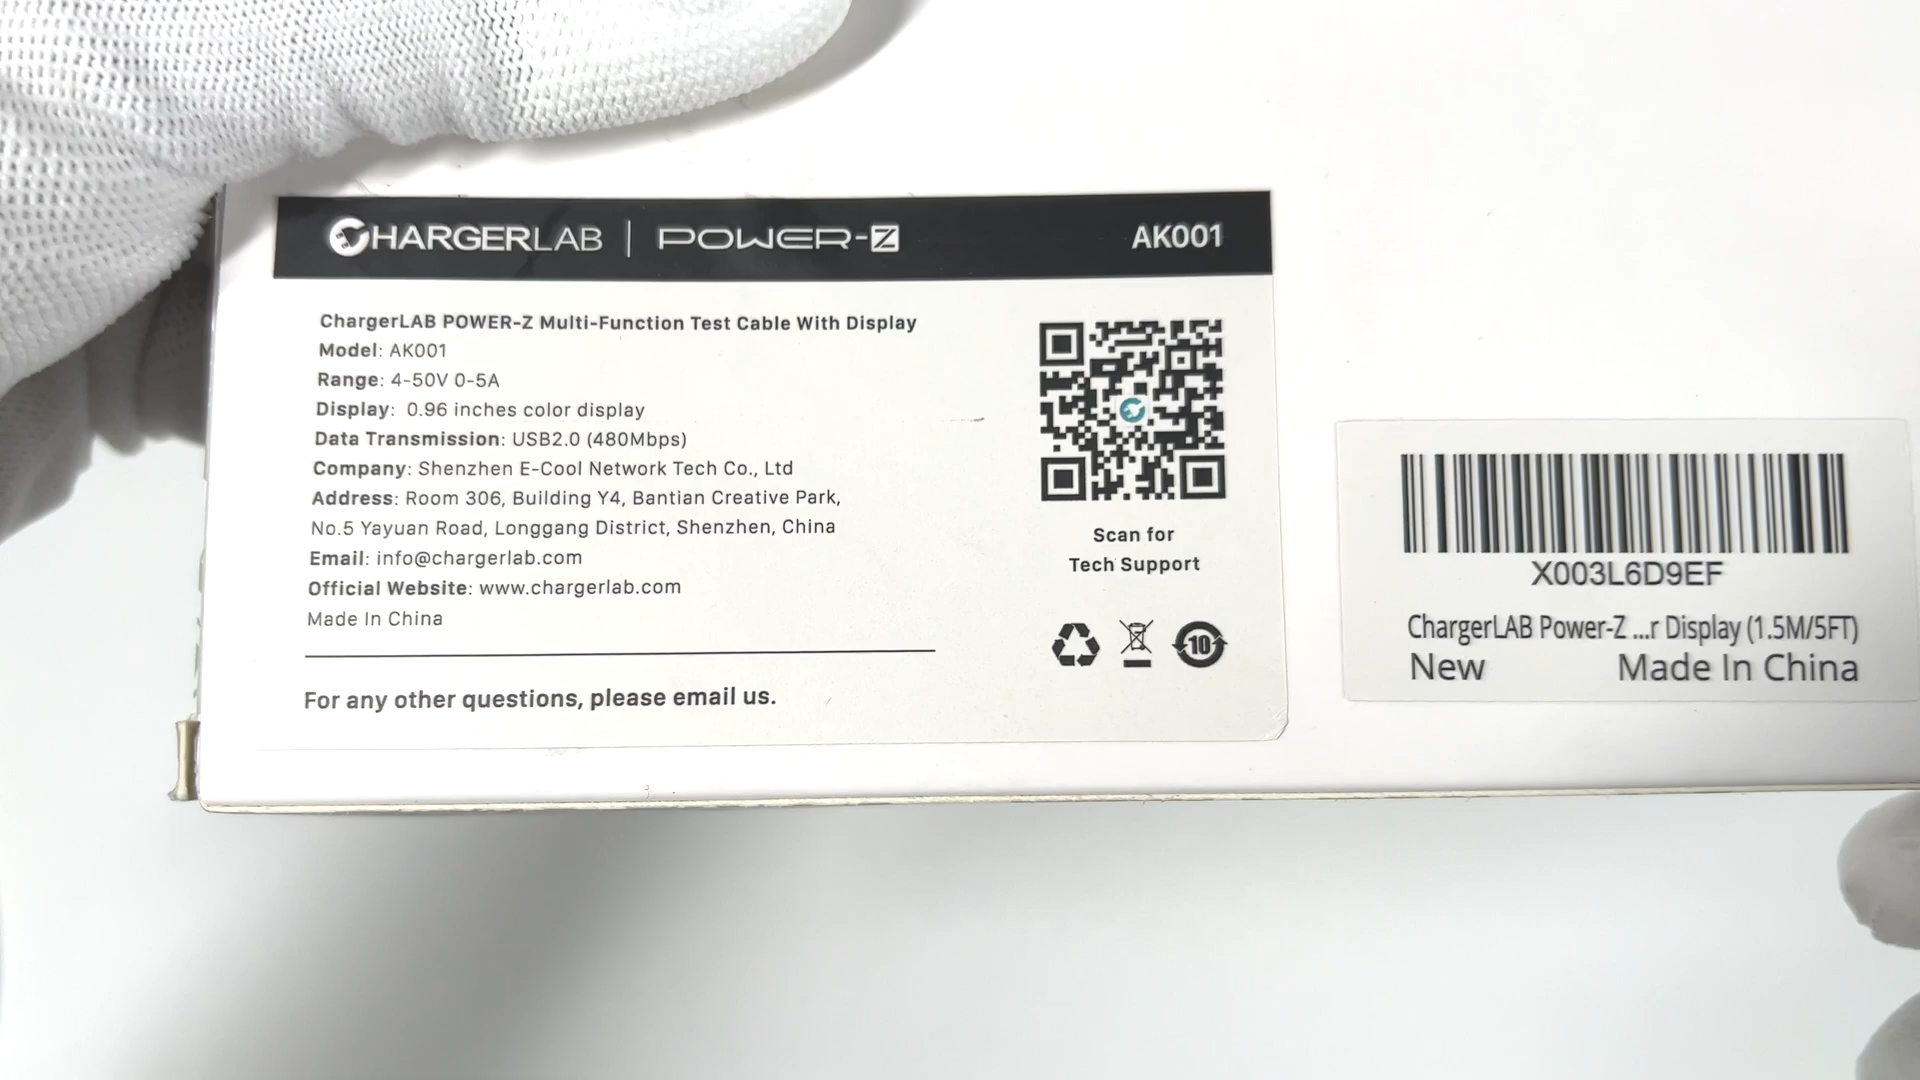 CHARGERLAB | POWER-Z AK001
ChargerLAB POWER-Z Multi-Function Test Cable With Display
Model: AK001
Range: 4-50V 0-5A
Display: 0.96 inches color display
Data Transmission: USB2.0 (480Mbps)
Company: Shenzhen E-Cool Network Tech Co., Ltd
Address: Room 306, Building Y4, Bantian Creative Park,
No.5 Yayuan Road, Longgang District, Shenzhen, China
Email: info@chargerlab.com
Official Website: www.chargerlab.com
Made In China
For any other questions, please email us.
Scan for
Tech Support
10
X003L6D9EF
ChargerLAB Power-Z ...r Display (1.5M/5FT)
New Made In China